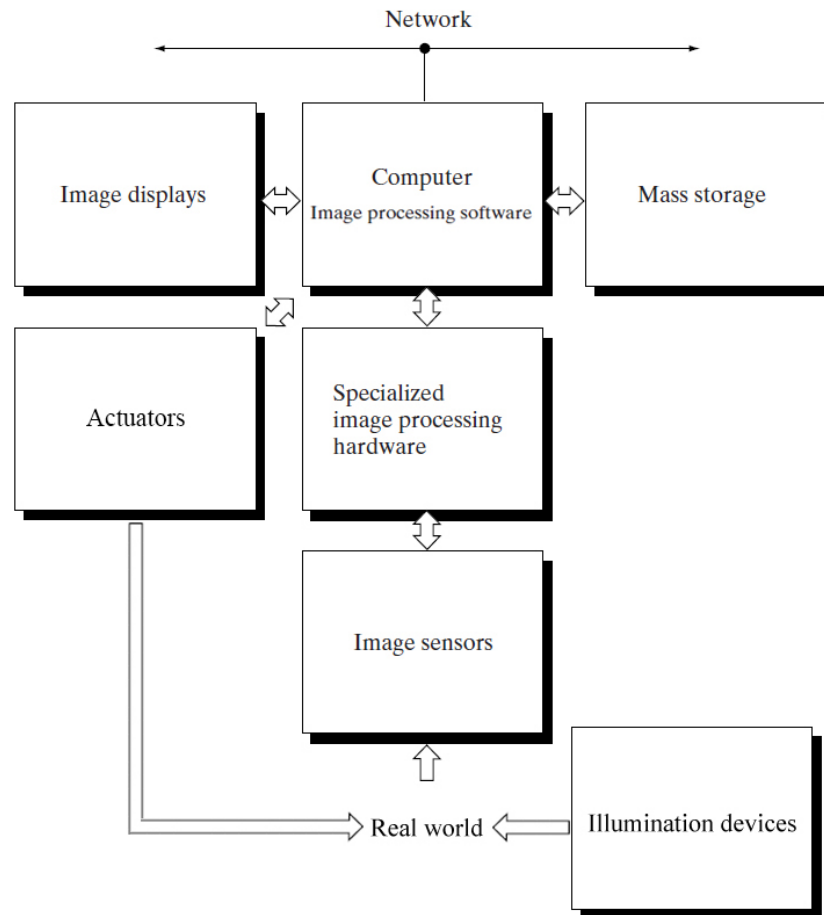 Network
Image displays
Computer
Image processing software
Mass storage
Actuators
Specialized
image processing
hardware
Image sensors
Real world
Illumination devices